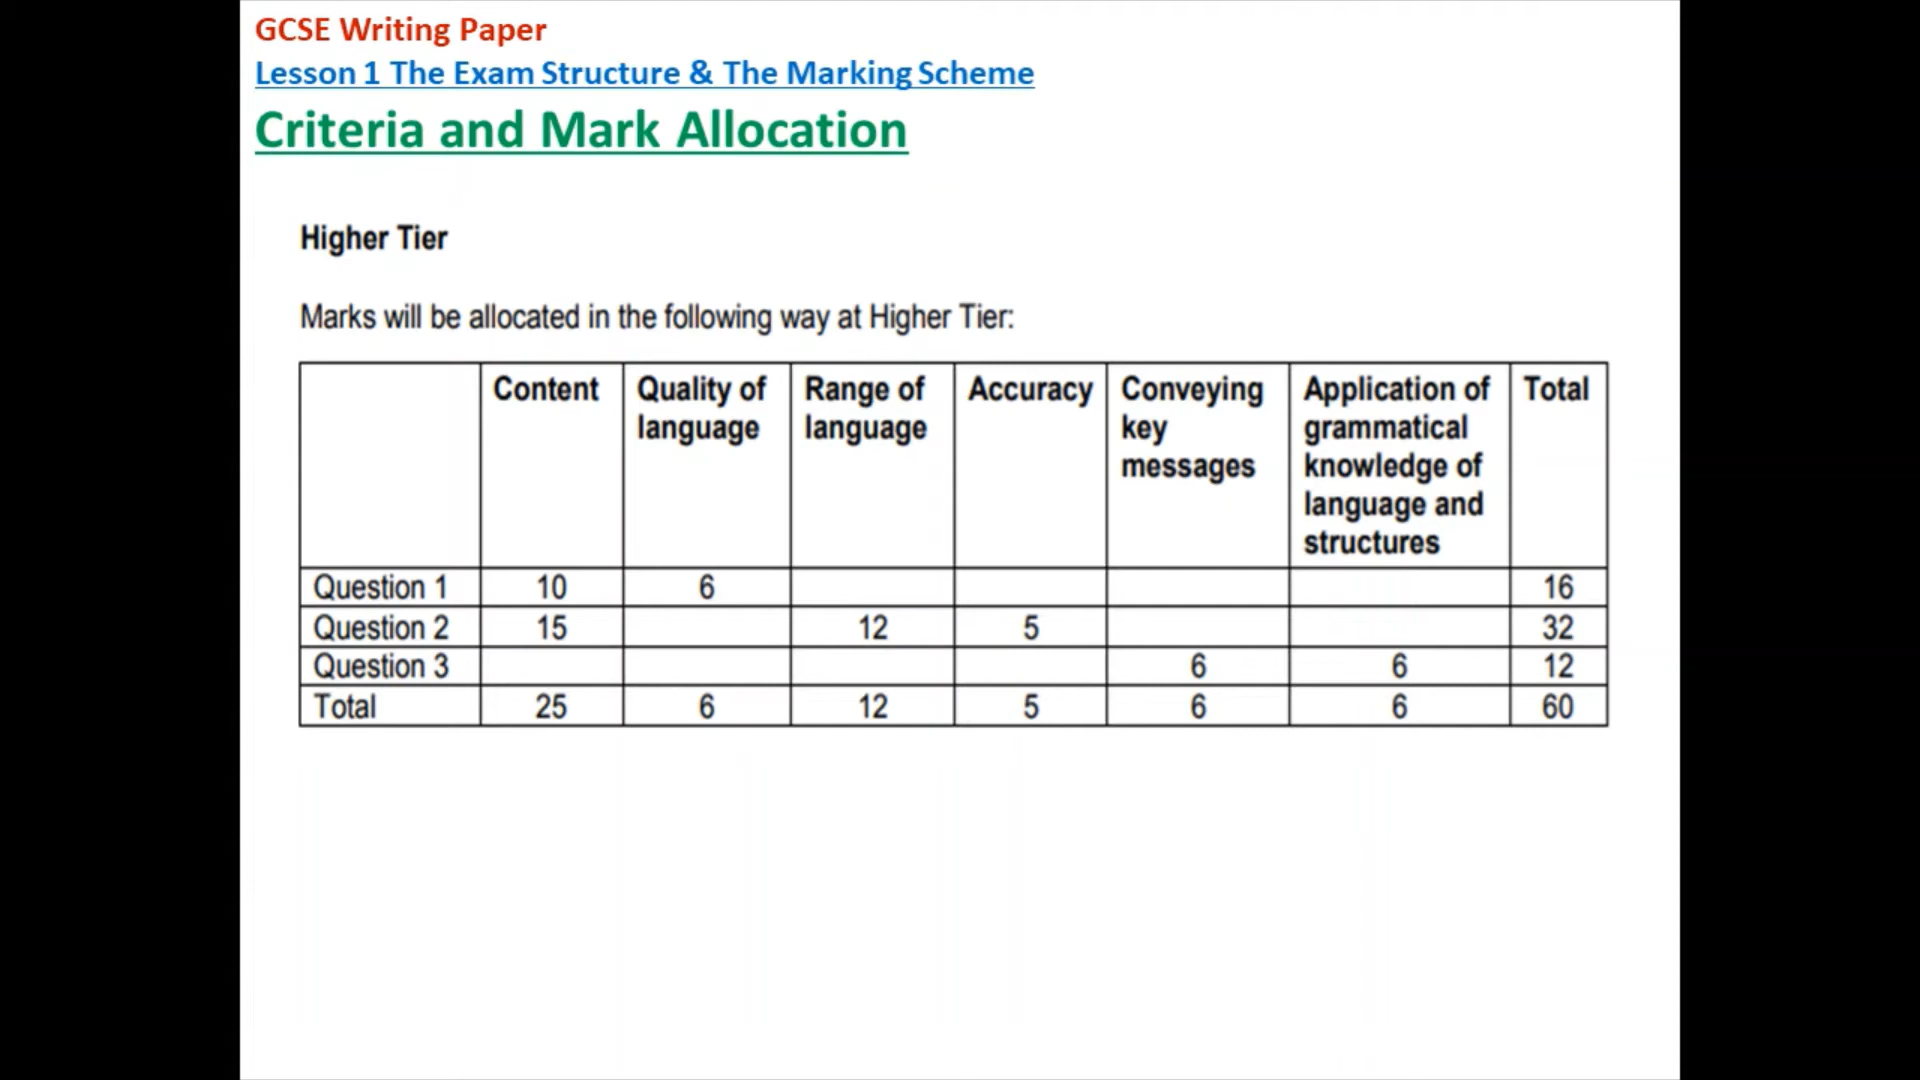 GCSE Writing Paper
Lesson 1 The Exam Structure & The Marking Scheme
Criteria and Mark Allocation
Higher Tier
Marks will be allocated in the following way at Higher Tier:
Content Quality of language Range of language Accuracy Conveying key messages Application of grammatical knowledge of language and structures Total
Question 1 10 6 16
Question 2 15 12 5 32
Question 3 6 6 12
Total 25 6 12 5 6 6 60